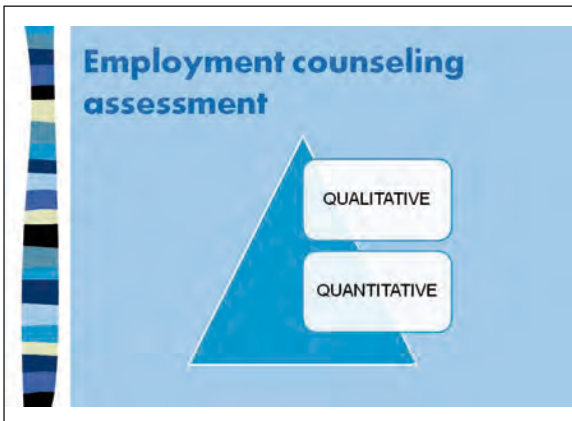 Employment counseling
assessment
QUALITATIVE
QUANTITATIVE